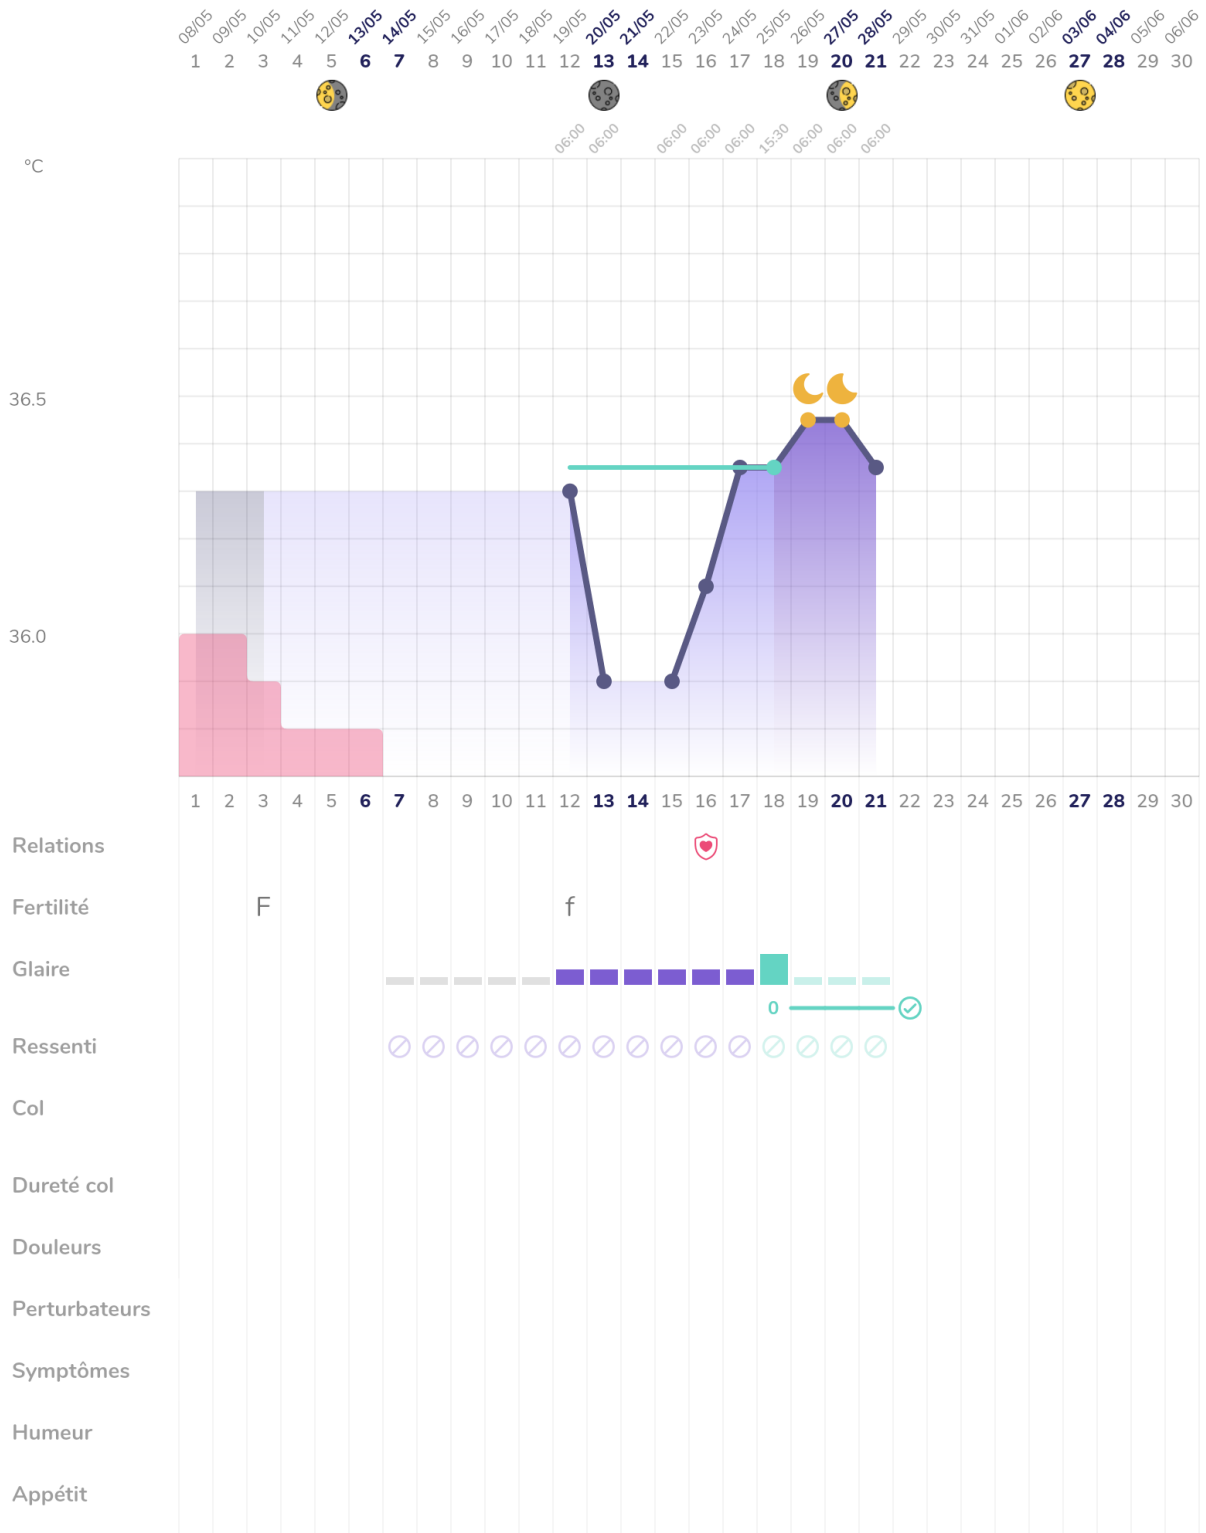 08/05 09/05 10/05 11/05 12/05 13/05 14/05 15/05 16/05 17/05 18/05 19/05 20/05 21/05 22/05 23/05 24/05 25/05 26/05 27/05 28/05 29/05 30/05 31/05 01/06 02/06 03/06 04/06 05/06 06/06
1 2 3 4 5 6 7 8 9 10 11 12 13 14 15 16 17 18 19 20 21 22 23 24 25 26 27 28 29 30
06:00 06:00 06:00 06:00 06:00 15:30 06:00 06:00 06:00
°C
36.5
36.0
1 2 3 4 5 6 7 8 9 10 11 12 13 14 15 16 17 18 19 20 21 22 23 24 25 26 27 28 29 30
Relations
Fertilité F f
Glaire
0
Ressenti
Col
Dureté col
Douleurs
Perturbateurs
Symptômes
Humeur
Appétit